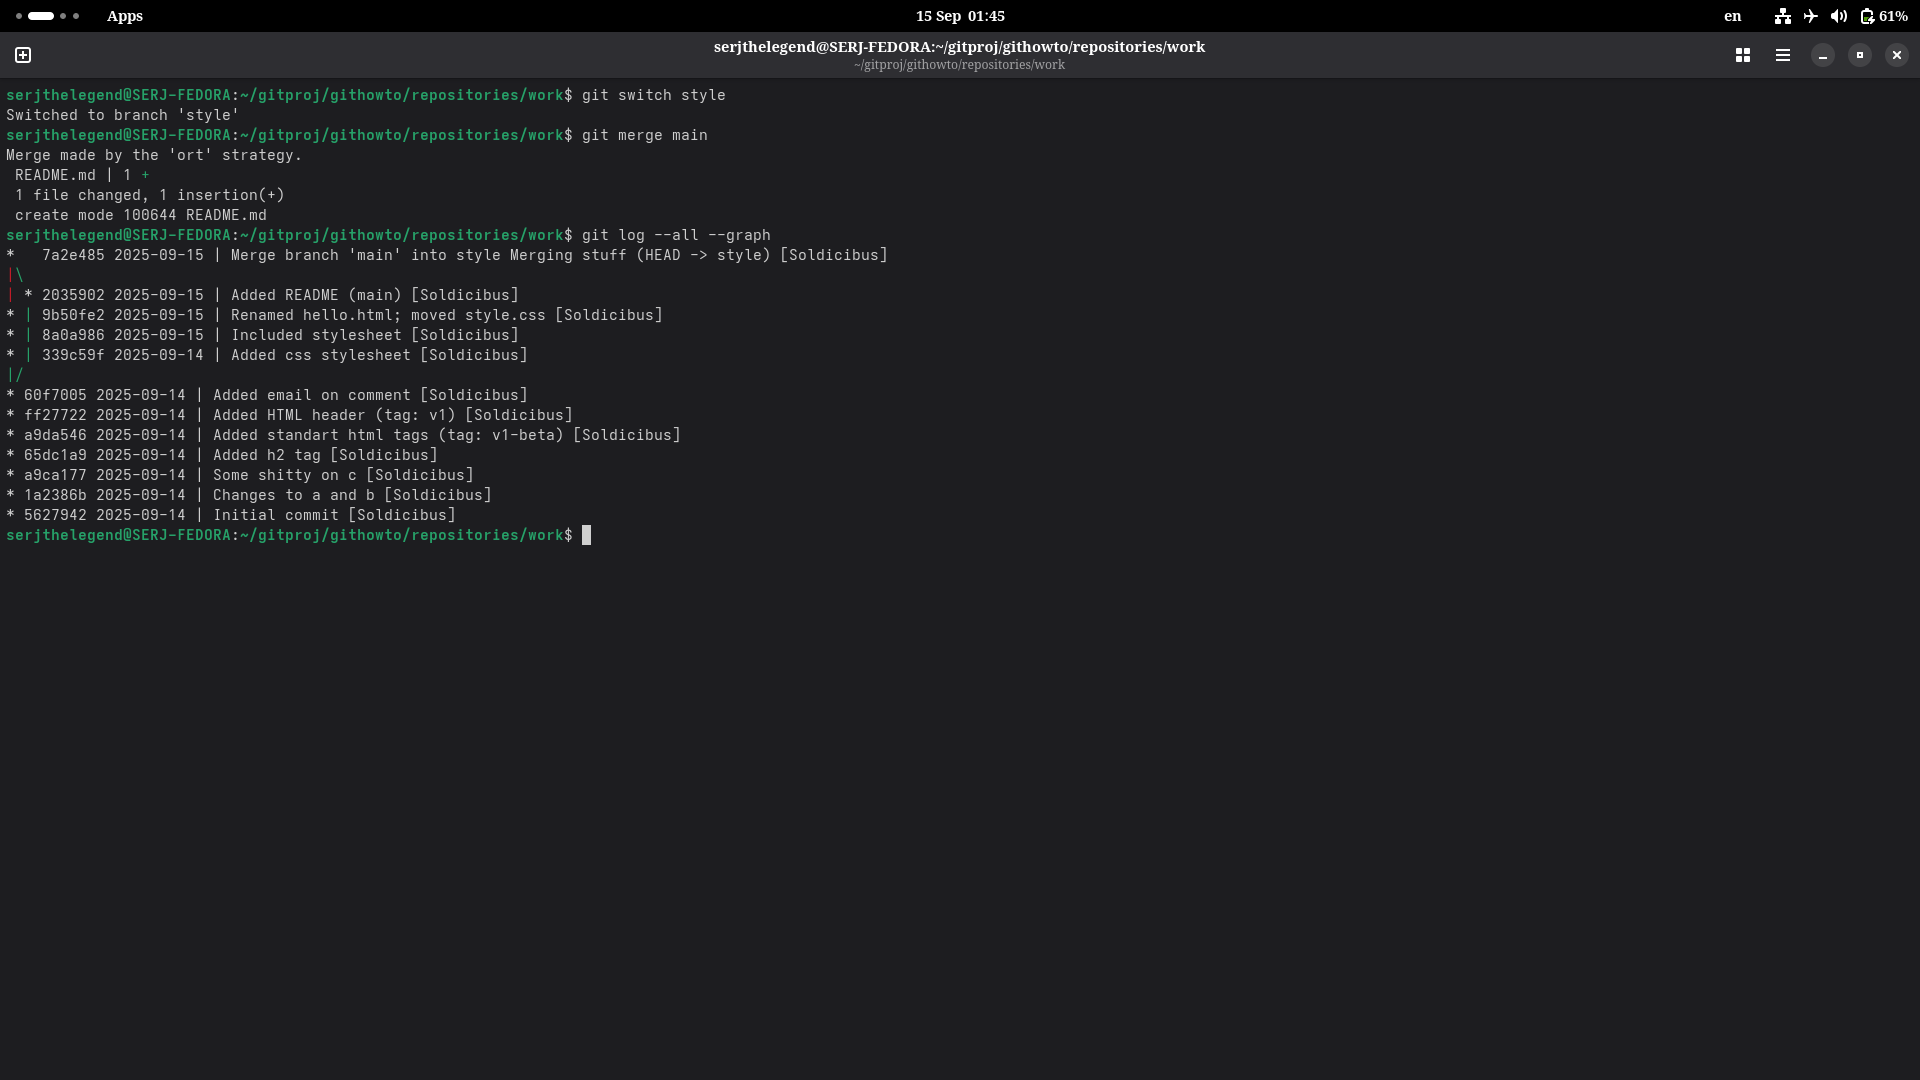 Apps
15 Sep 01:45
en
61%
serjthelegend@SERJ-FEDORA:~/gitproj/githowto/repositories/work
~/gitproj/githowto/repositories/work
serjthelegend@SERJ-FEDORA:~/gitproj/githowto/repositories/work$ git switch style
Switched to branch 'style'
serjthelegend@SERJ-FEDORA:~/gitproj/githowto/repositories/work$ git merge main
Merge made by the 'ort' strategy.
 README.md | 1 +
 1 file changed, 1 insertion(+)
 create mode 100644 README.md
serjthelegend@SERJ-FEDORA:~/gitproj/githowto/repositories/work$ git log --all --graph
*   7a2e485 2025-09-15 | Merge branch 'main' into style Merging stuff (HEAD -> style) [Soldicibus]
|\
| * 2035902 2025-09-15 | Added README (main) [Soldicibus]
* | 9b50fe2 2025-09-15 | Renamed hello.html; moved style.css [Soldicibus]
* | 8a0a986 2025-09-15 | Included stylesheet [Soldicibus]
* | 339c59f 2025-09-14 | Added css stylesheet [Soldicibus]
|/
* 60f7005 2025-09-14 | Added email on comment [Soldicibus]
* ff27722 2025-09-14 | Added HTML header (tag: v1) [Soldicibus]
* a9da546 2025-09-14 | Added standart html tags (tag: v1-beta) [Soldicibus]
* 65dc1a9 2025-09-14 | Added h2 tag [Soldicibus]
* a9ca177 2025-09-14 | Some shitty on c [Soldicibus]
* 1a2386b 2025-09-14 | Changes to a and b [Soldicibus]
* 5627942 2025-09-14 | Initial commit [Soldicibus]
serjthelegend@SERJ-FEDORA:~/gitproj/githowto/repositories/work$